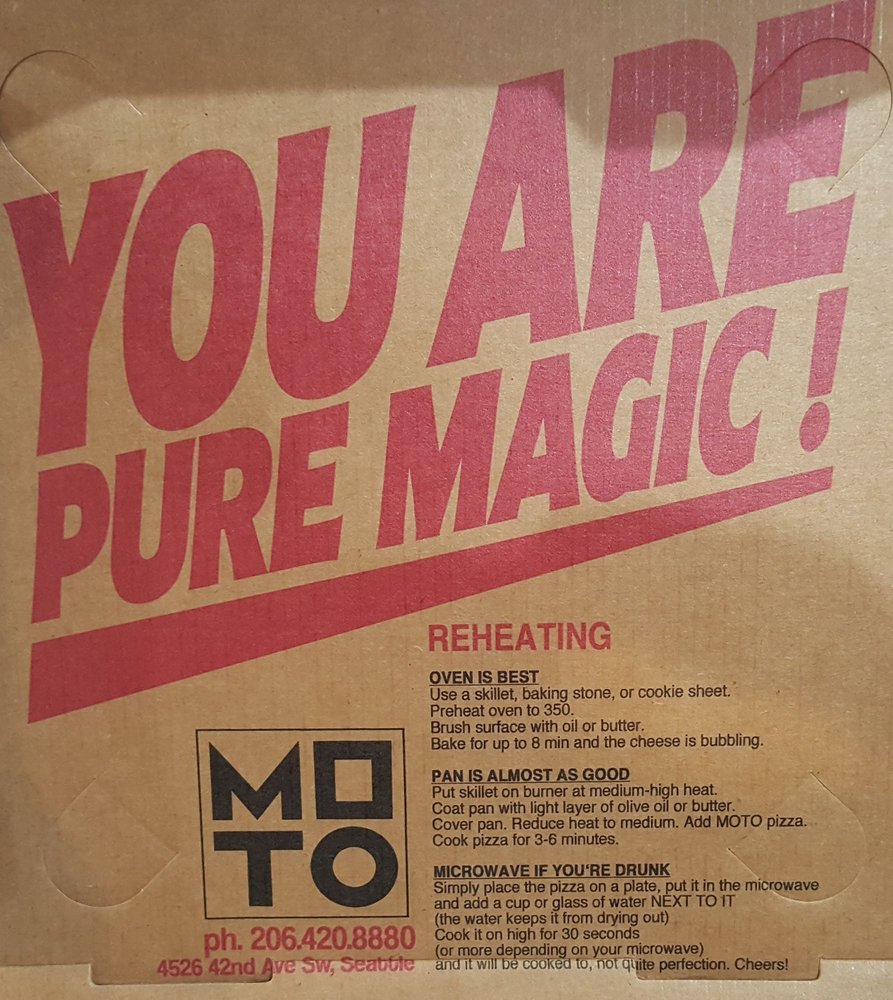 YOU ARE
PURE MAGIC!
REHEATING
OVEN IS BEST
Use a skillet, baking stone, or cookie sheet.
Preheat oven to 350.
Brush surface with oil or butter.
Bake for up to 8 min and the cheese is bubbling.
PAN IS ALMOST AS GOOD
Put skillet on burner at medium-high heat.
Coat pan with light layer of olive oil or butter.
Cover pan. Reduce heat to medium. Add MOTO pizza.
Cook pizza for 3-6 minutes.
MICROWAVE IF YOU'RE DRUNK
Simply place the pizza on a plate, put it in the microwave
and add a cup or glass of water NEXT TO IT
(the water keeps it from drying out)
Cook it on high for 30 seconds
(or more depending on your microwave)
and it will be cooked to, not quite perfection. Cheers!
MO
TO
ph. 206.420.8880
4526 42nd Ave Sw, Seattle